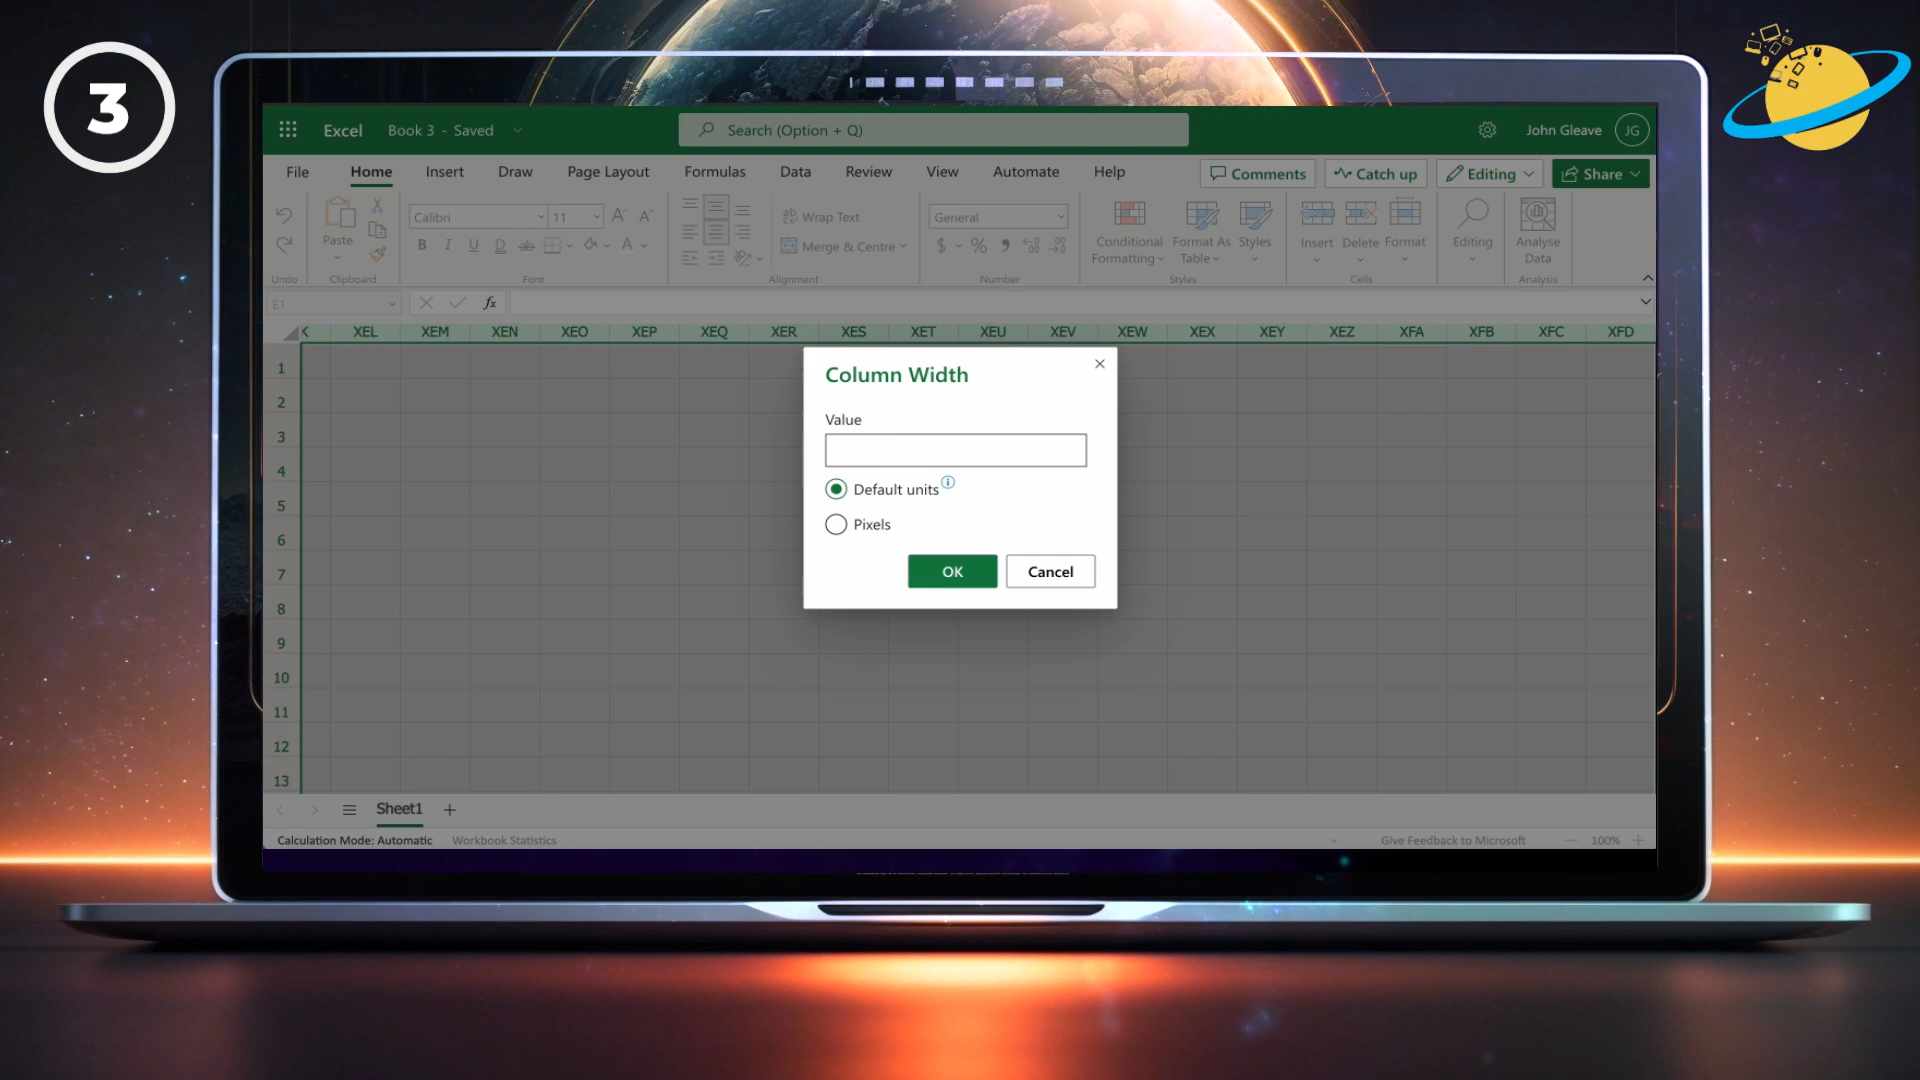 3
Excel Book 3 - Saved Search (Option + Q) John Gleave JG
File Home Insert Draw Page Layout Formulas Data Review View Automate Help Comments Catch up Editing Share
Calibri 11 A A ab Wrap Text General
Paste B I U D ab A Merge & Centre $ % Conditional Formatting Format As Table Styles Insert Delete Format Editing Analyse Data
Undo Clipboard Font Alignment Number Styles Cells Analysis
E1 fx
XEL XEM XEN XEO XEP XEQ XER XES XET XEU XEV XEW XEX XEY XEZ XFA XFB XFC XFD
1
2
3
4
5
6
7
8
9
10
11
12
13
Column Width
Value
Default units
Pixels
OK Cancel
Sheet1
Calculation Mode: Automatic Workbook Statistics Give Feedback to Microsoft 100%